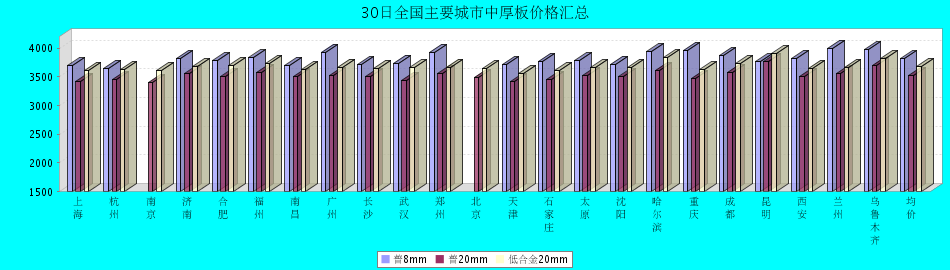 30日全国主要城市中厚板价格汇总
4000
3500
3000
2500
2000
1500
上海 杭州 南京 济南 合肥 福州 南昌 广州 长沙 武汉 郑州 北京 天津 石家庄 太原 沈阳 哈尔滨 重庆 成都 昆明 西安 兰州 乌鲁木齐 均价
普8mm 普20mm 低合金20mm